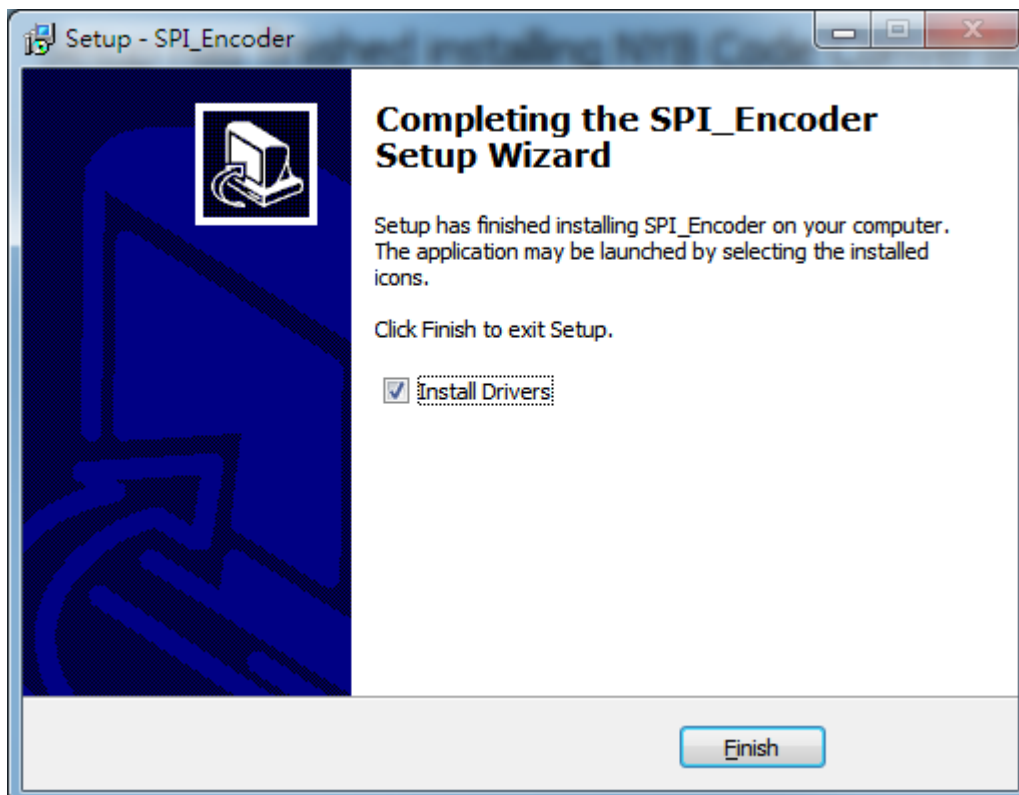 Setup - SPI_Encoder
Completing the SPI_Encoder
Setup Wizard
Setup has finished installing SPI_Encoder on your computer.
The application may be launched by selecting the installed
icons.
Click Finish to exit Setup.
Install Drivers
Finish